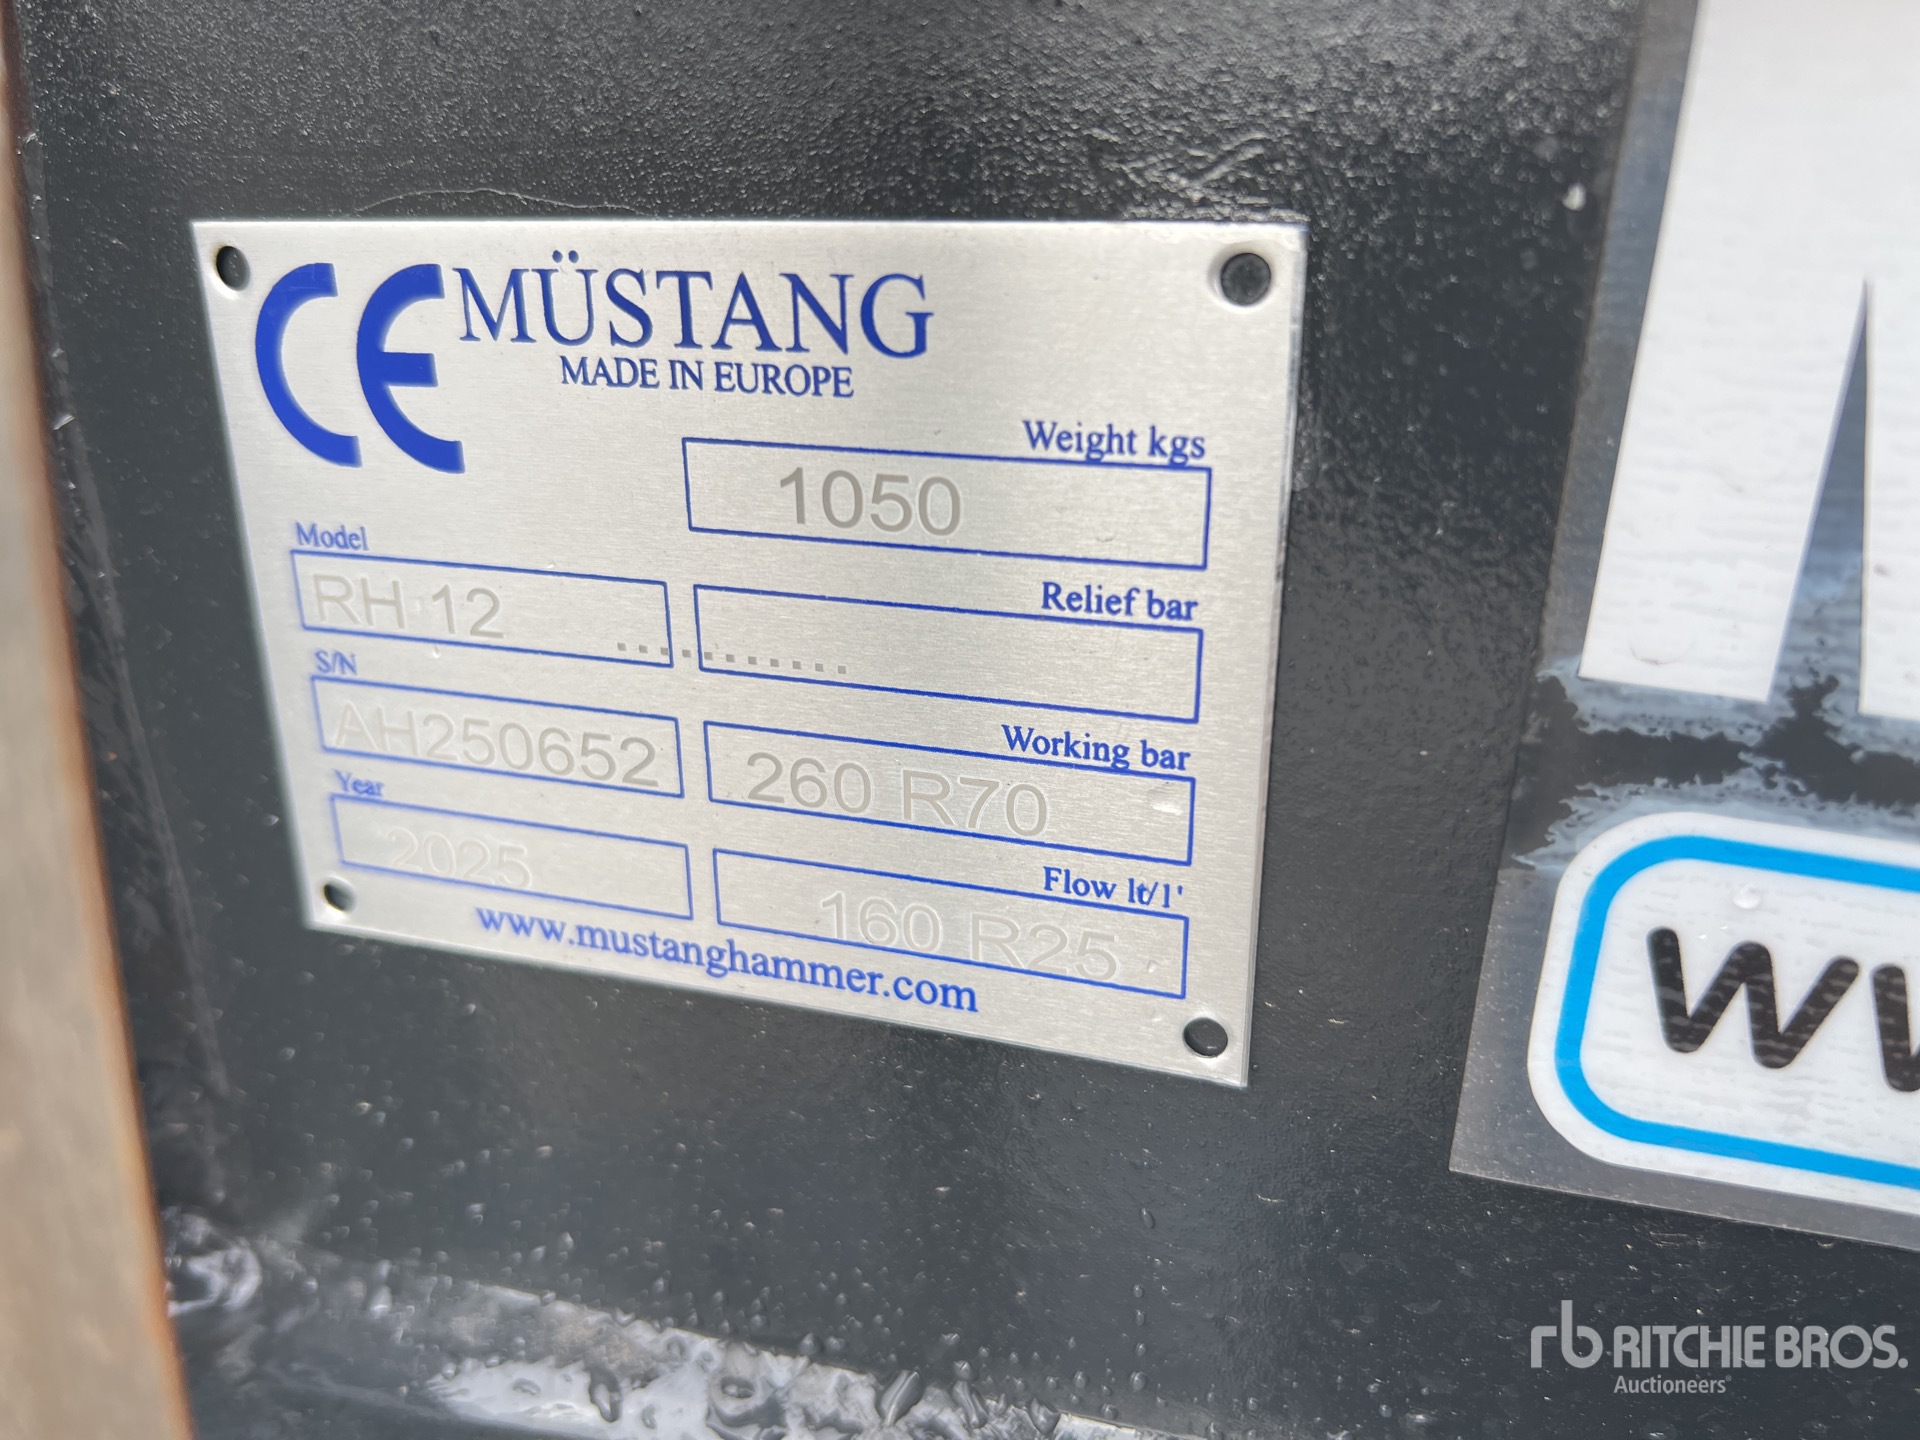 CE MÜSTANG
MADE IN EUROPE
Weight kgs
1050
Model
RH 12
Relief bar
............
S/N
AH250652
Working bar
260 R70
Year
2025
Flow lt/1'
160 R25
www.mustanghammer.com
rb RITCHIE BROS.
Auctioneers